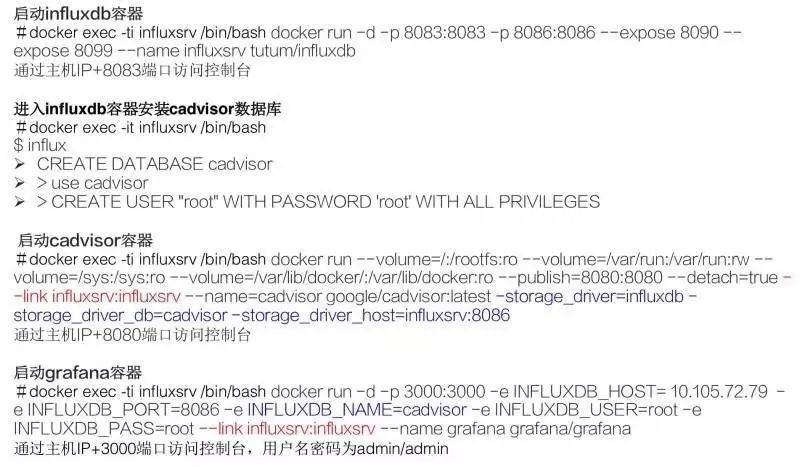 启动influxdb容器
#docker exec -ti influxsrv /bin/bash docker run –d –p 8083:8083 -p 8086:8086 --expose 8090 --
expose 8099 --name influxsrv tutum/influxdb
通过主机IP+8083端口访问控制台
进入influxdb容器安装cadvisor数据库
#docker exec -it influxsrv /bin/bash
$ influx
➢ CREATE DATABASE cadvisor
➢ > use cadvisor
➢ > CREATE USER "root" WITH PASSWORD 'root' WITH ALL PRIVILEGES
启动cadvisor容器
#docker exec -ti influxsrv /bin/bash docker run --volume=/:/rootfs:ro --volume=/var/run:/var/run:rw --
volume=/sys:/sys:ro --volume=/var/lib/docker/:/var/lib/docker:ro --publish=8080:8080 --detach=true -
-link influxsrv:influxsrv --name=cadvisor google/cadvisor:latest –storage_driver=influxdb –
storage_driver_db=cadvisor –storage_driver_host=influxsrv:8086
通过主机IP+8080端口访问控制台
启动grafana容器
#docker exec -ti influxsrv /bin/bash docker run –d –p 3000:3000 –e INFLUXDB_HOST= 10.105.72.79 –
e INFLUXDB_PORT=8086 –e INFLUXDB_NAME=cadvisor –e INFLUXDB_USER=root –e
INFLUXDB_PASS=root --link influxsrv:influxsrv --name grafana grafana/grafana
通过主机IP+3000端口访问控制台，用户名密码为admin/admin